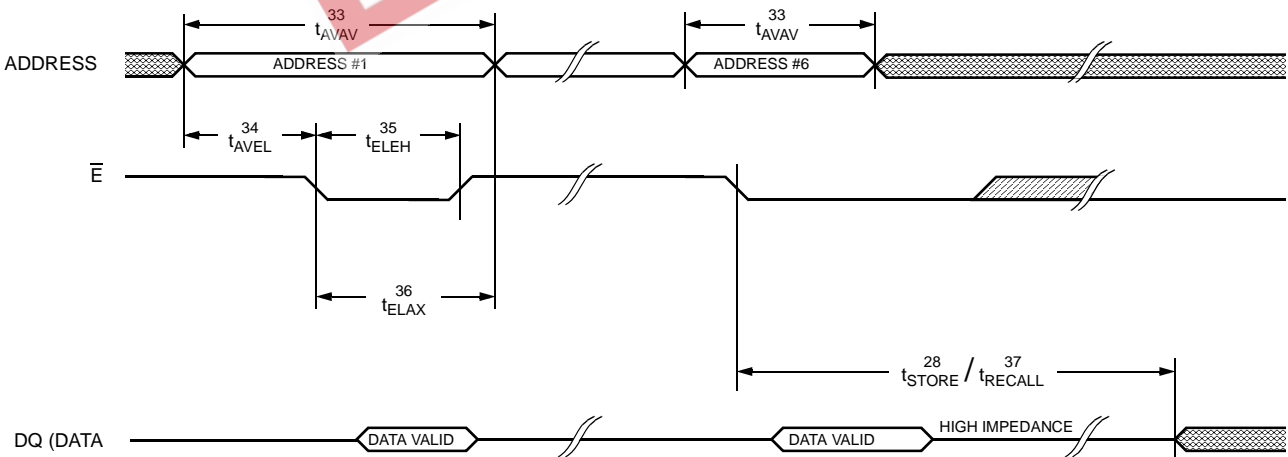 33 33
tAVAV tAVAV
ADDRESS ADDRESS #1 ADDRESS #6
34 35
tAVEL tELEH
E̅
36
tELAX
28 37
tSTORE / tRECALL
HIGH IMPEDANCE
DQ (DATA DATA VALID DATA VALID